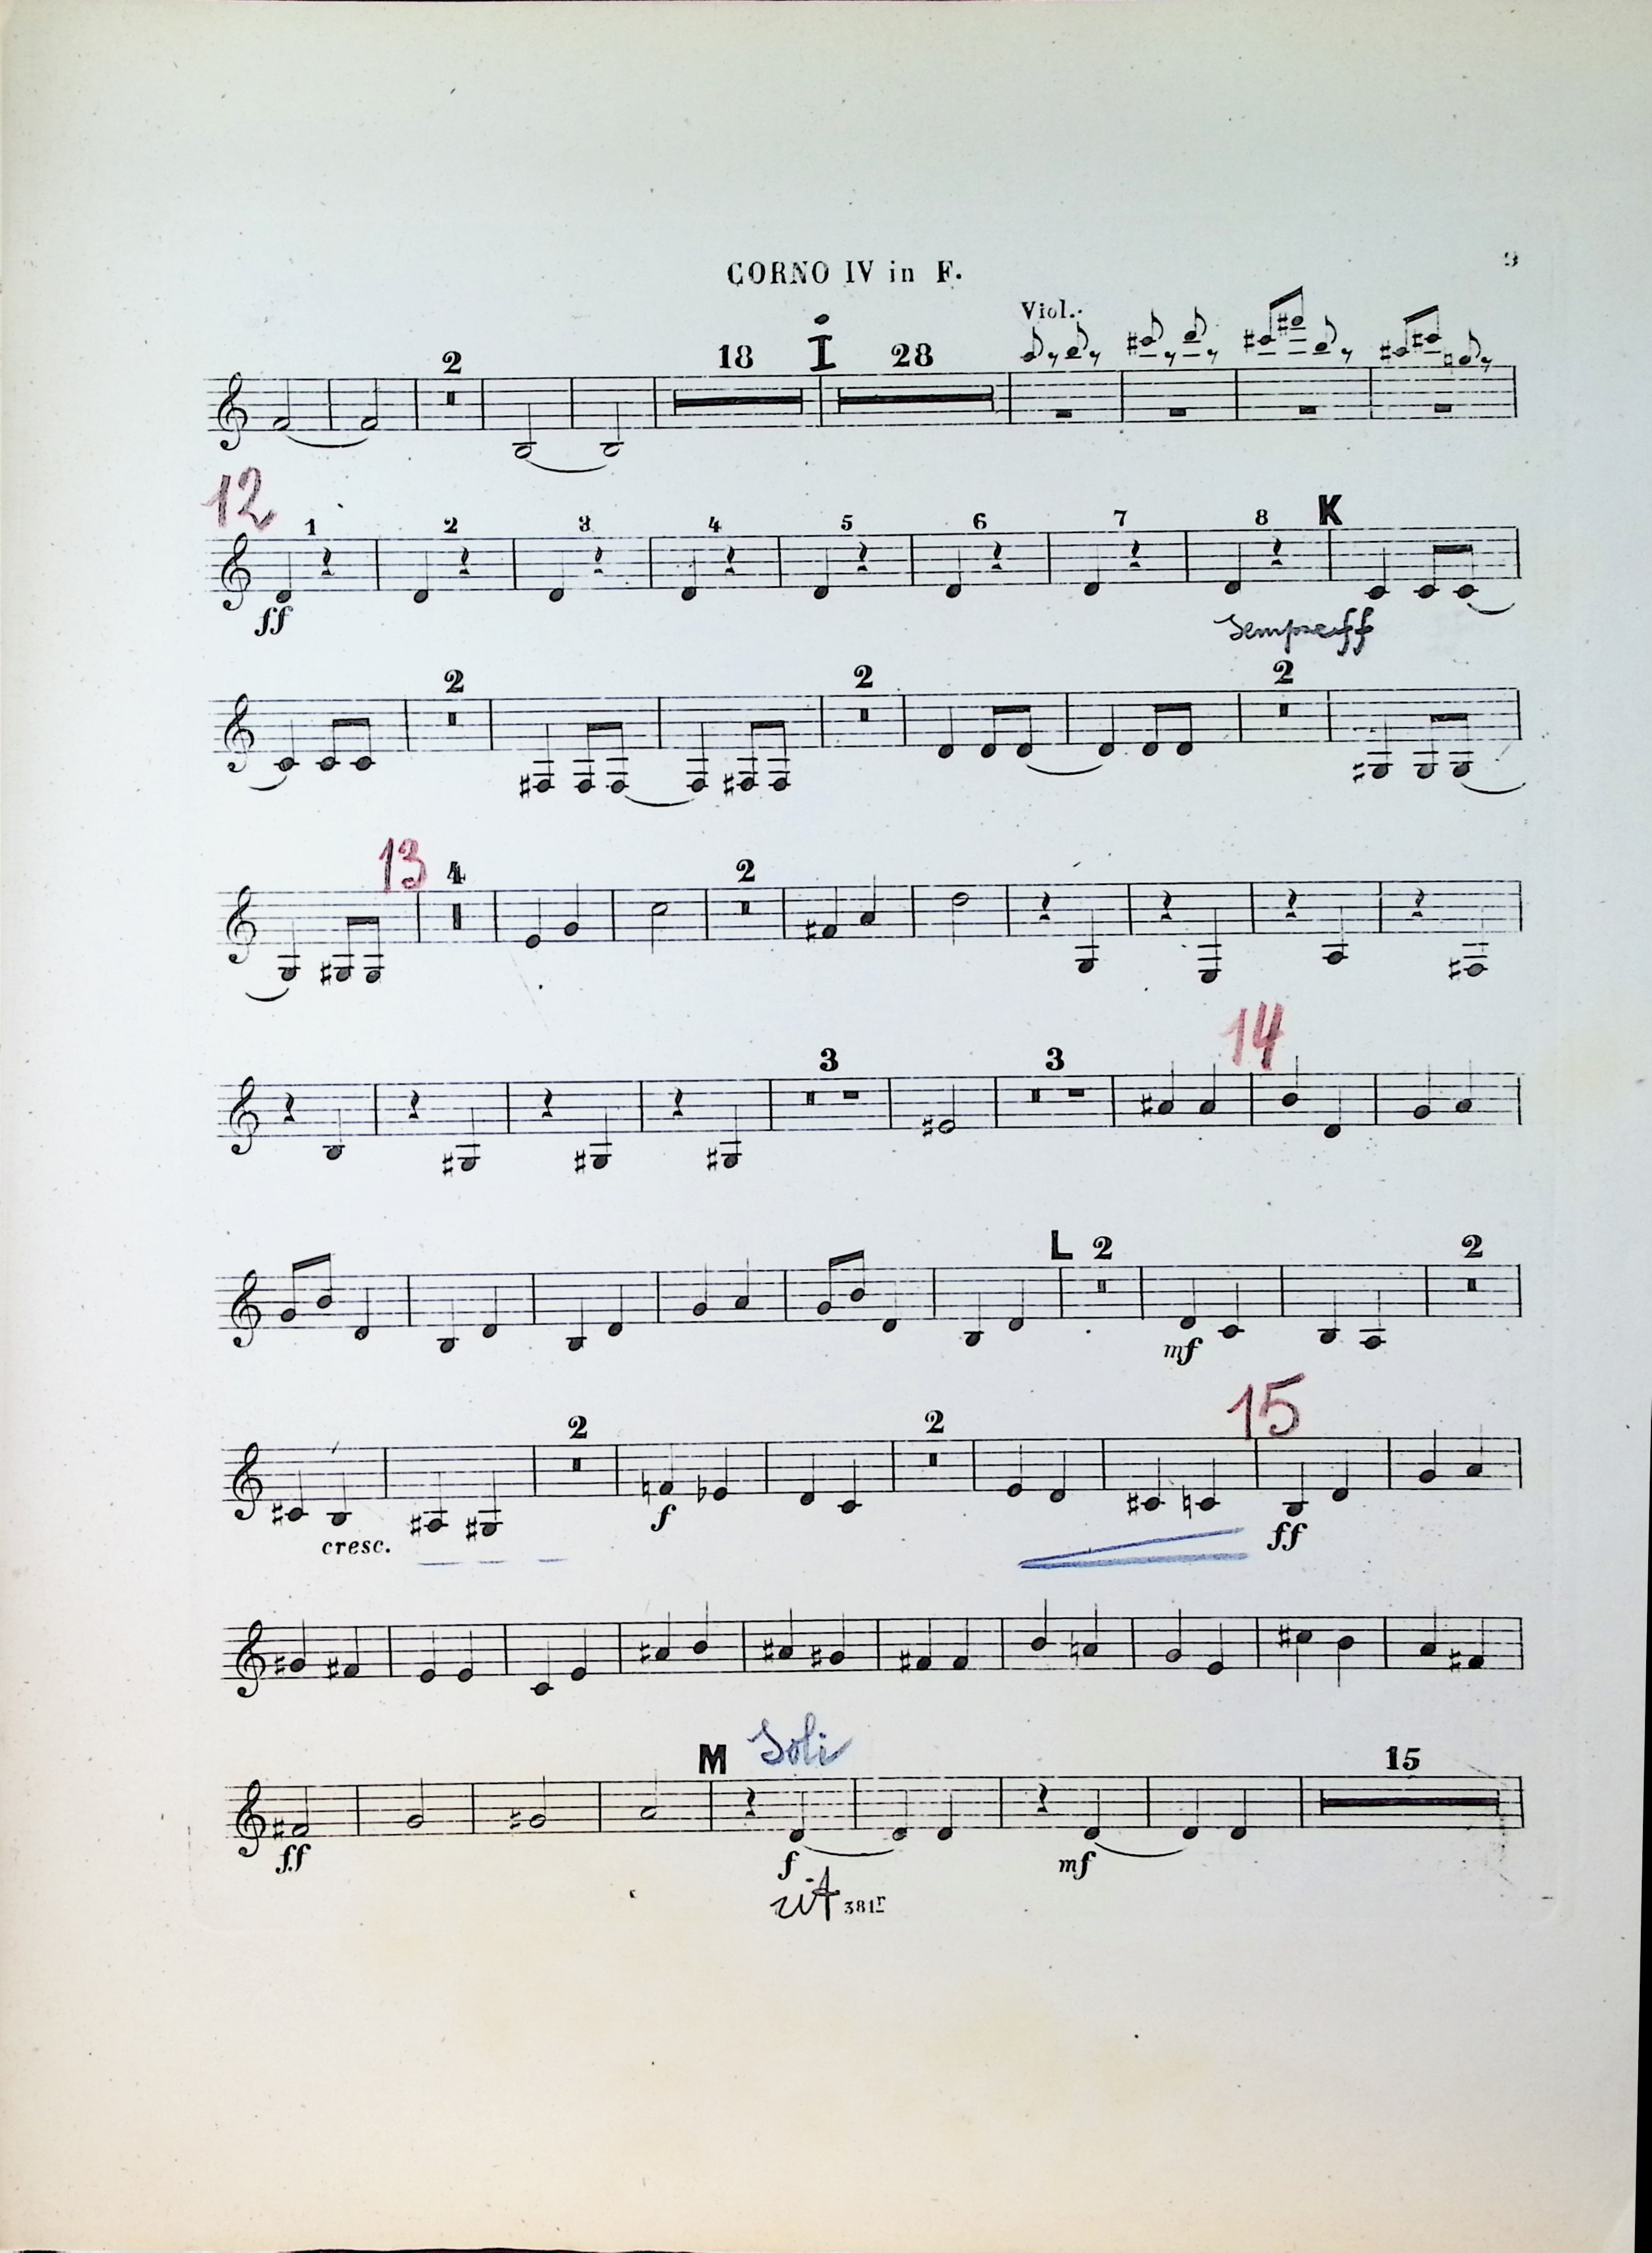 CORNO IV in F.
9
Viol.
2
18
I
28
12
1 2 3 4 5 6 7 8 K
ff
Sempre ff
2 2 2
13 4 2
14
3 3
L 2 2
mf
15
2 2
cresc.
f
ff
M Soli
15
ff f mf
rit